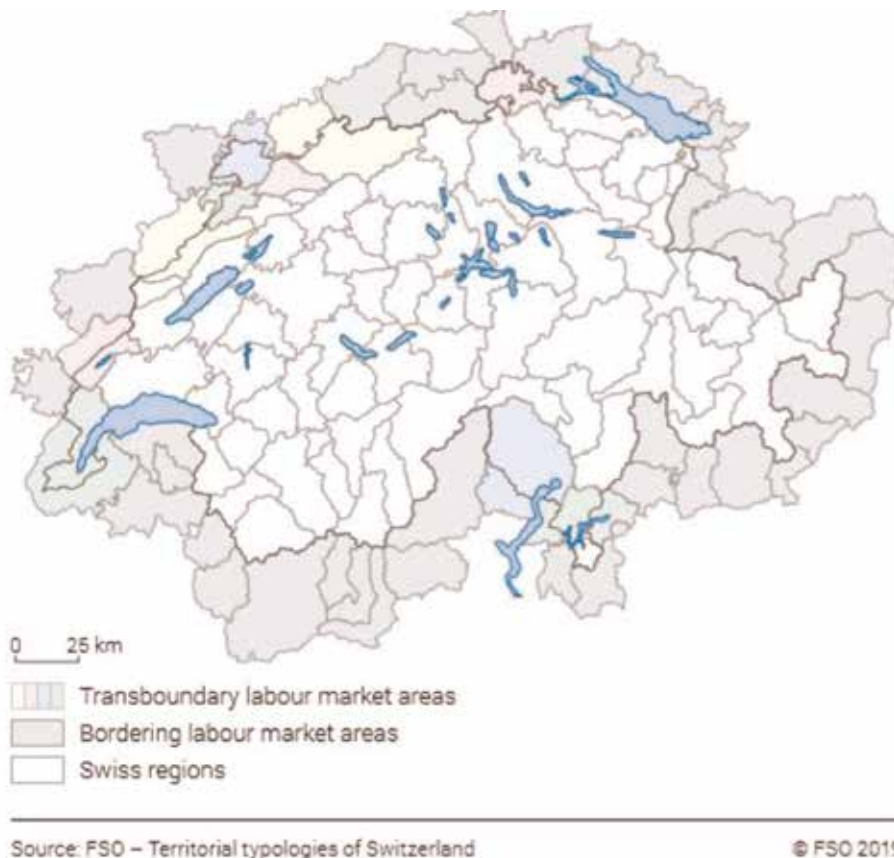 0 25 km
Transboundary labour market areas
Bordering labour market areas
Swiss regions
Source: FSO – Territorial typologies of Switzerland
© FSO